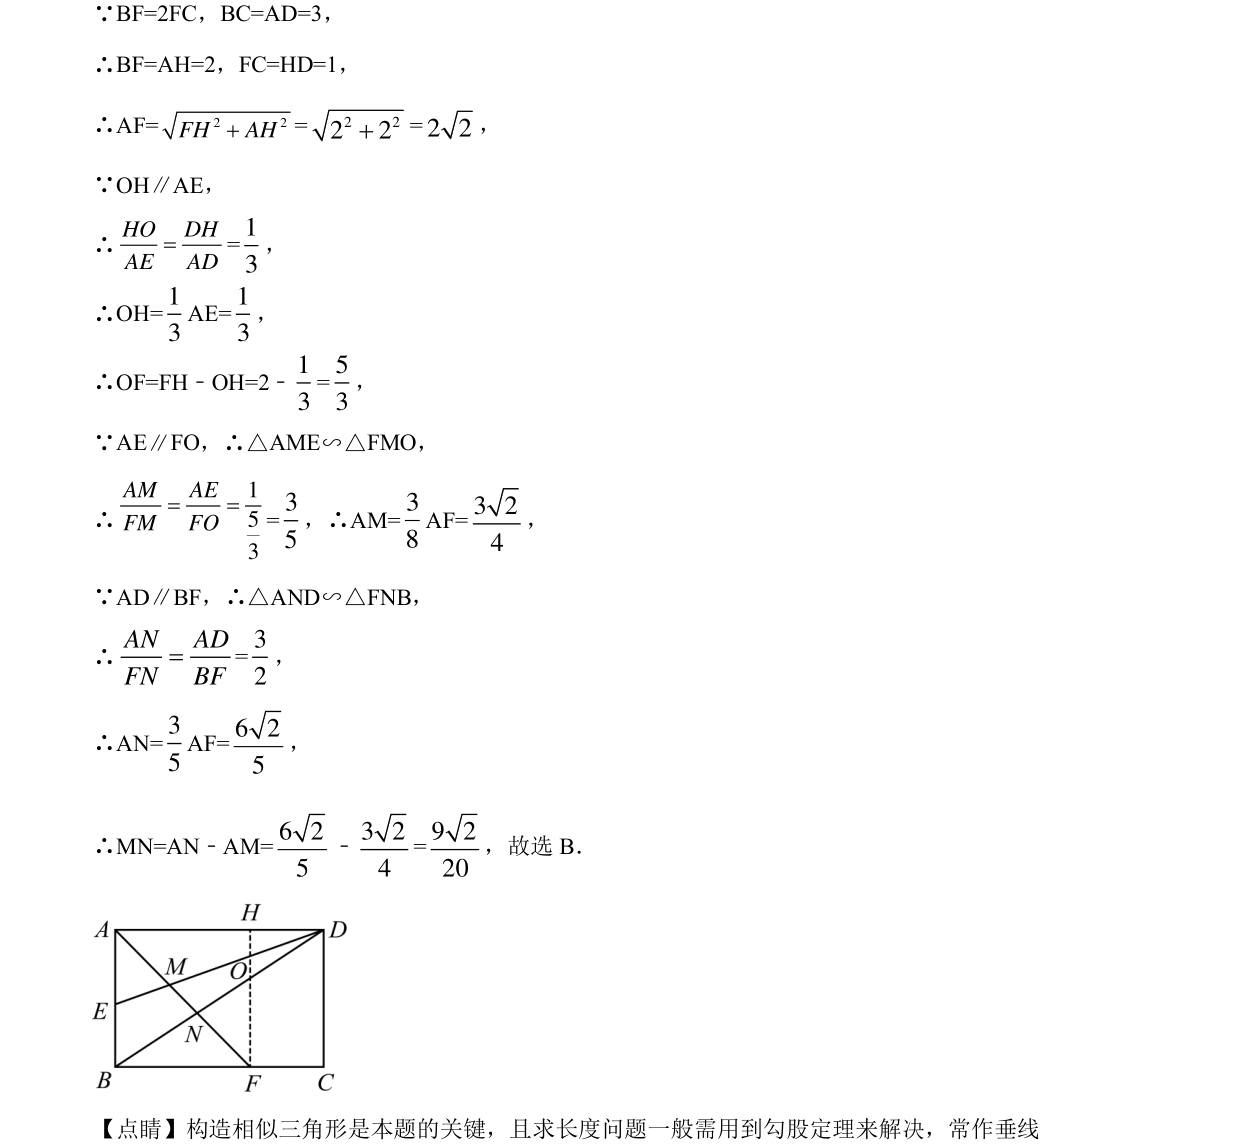 ∵BF=2FC，BC=AD=3，
∴BF=AH=2，FC=HD=1，
∴AF=√(FH²+AH²)=√(2²+2²)=2√2，
∵OH∥AE，
∴HO/AE=DH/AD=1/3，
∴OH=1/3 AE=1/3，
∴OF=FH﹣OH=2﹣1/3=5/3，
∵AE∥FO，∴△AME∽△FMO，
∴AM/FM=AE/FO=1/(5/3)=3/5，∴AM=3/8 AF=3√2/4，
∵AD∥BF，∴△AND∽△FNB，
∴AN/FN=AD/BF=3/2，
∴AN=3/5 AF=6√2/5，
∴MN=AN﹣AM=6√2/5﹣3√2/4=9√2/20，故选 B．
H
A
D
M
O
E
N
B
F
C
【点睛】构造相似三角形是本题的关键，且求长度问题一般需用到勾股定理来解决，常作垂线